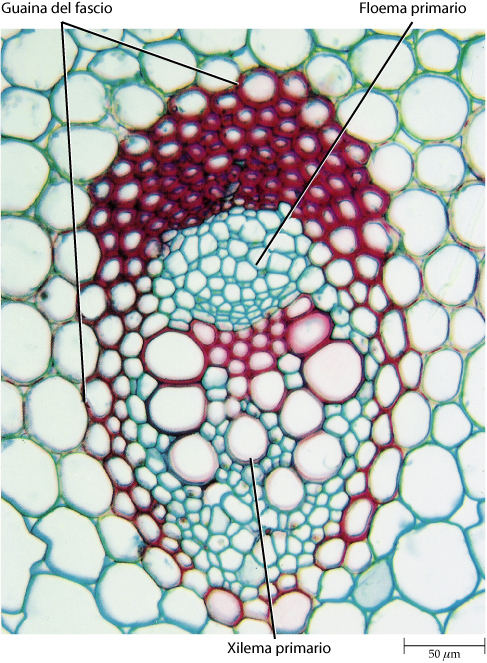 Guaina del fascio
Floema primario
Xilema primario
50 μm